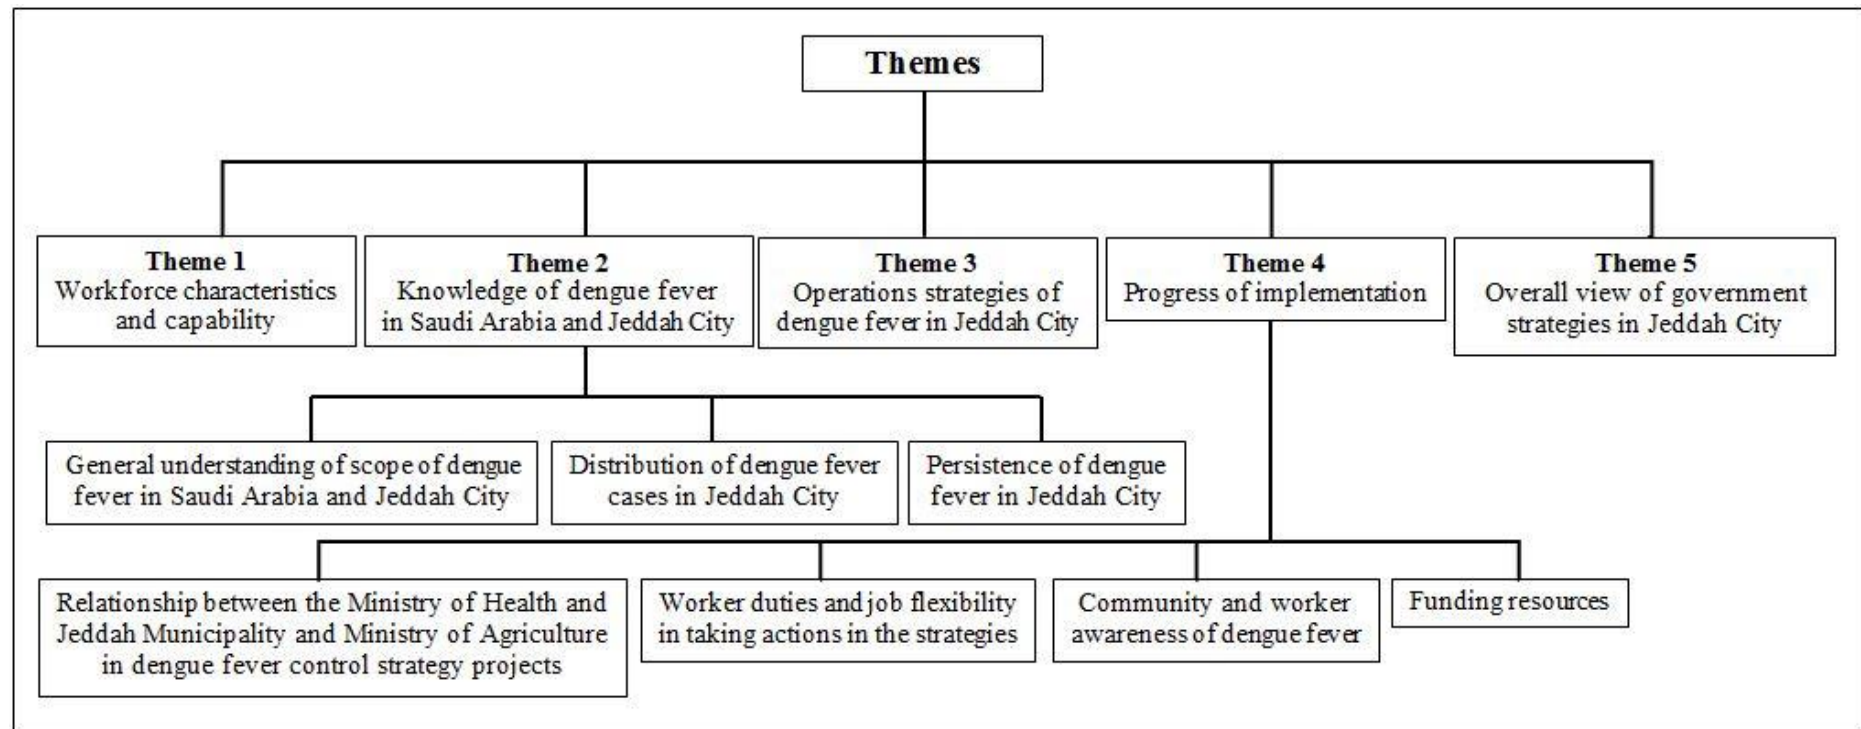 Themes
Theme 1
Workforce characteristics
and capability
Theme 2
Knowledge of dengue fever
in Saudi Arabia and Jeddah City
Theme 3
Operations strategies of
dengue fever in Jeddah City
Theme 4
Progress of implementation
Theme 5
Overall view of government
strategies in Jeddah City
General understanding of scope of dengue
fever in Saudi Arabia and Jeddah City
Distribution of dengue fever
cases in Jeddah City
Persistence of dengue
fever in Jeddah City
Relationship between the Ministry of Health and
Jeddah Municipality and Ministry of Agriculture
in dengue fever control strategy projects
Worker duties and job flexibility
in taking actions in the strategies
Community and worker
awareness of dengue fever
Funding resources